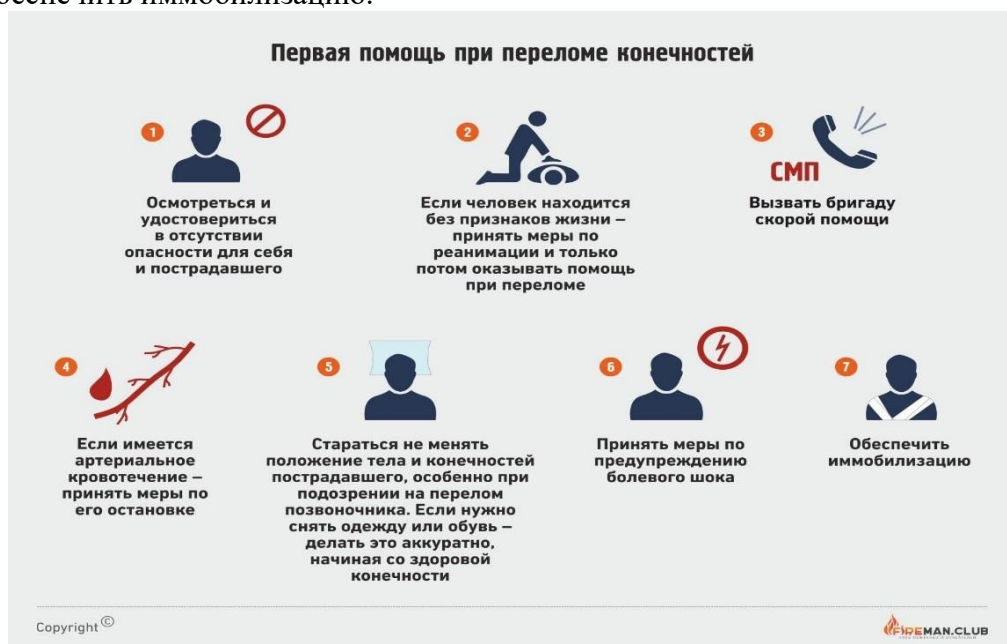 обеспечить иммобилизацию.
Первая помощь при переломе конечностей
1
Осмотреться и
удостовериться
в отсутствии
опасности для себя
и пострадавшего
2
Если человек находится
без признаков жизни –
принять меры по
реанимации и только
потом оказывать помощь
при переломе
3
СМП
Вызвать бригаду
скорой помощи
4
Если имеется
артериальное
кровотечение –
принять меры по
его остановке
5
Стараться не менять
положение тела и конечностей
пострадавшего, особенно при
подозрении на перелом
позвоночника. Если нужно
снять одежду или обувь –
делать это аккуратно,
начиная со здоровой
конечности
6
Принять меры по
предупреждению
болевого шока
7
Обеспечить
иммобилизацию
Copyright ©
FIREMAN.CLUB